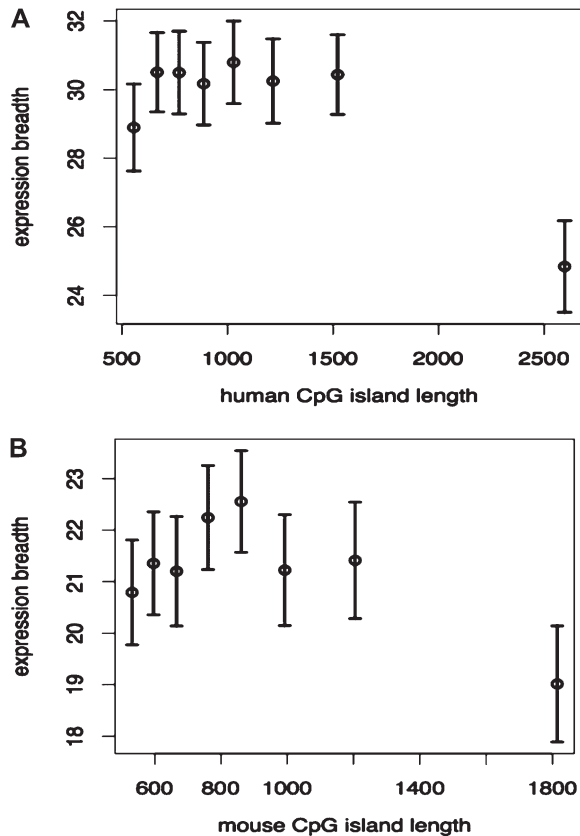 A
expression breadth
32
30
28
26
24
500 1000 1500 2000 2500
human CpG island length
B
expression breadth
23
22
21
20
19
18
600 800 1000 1400 1800
mouse CpG island length